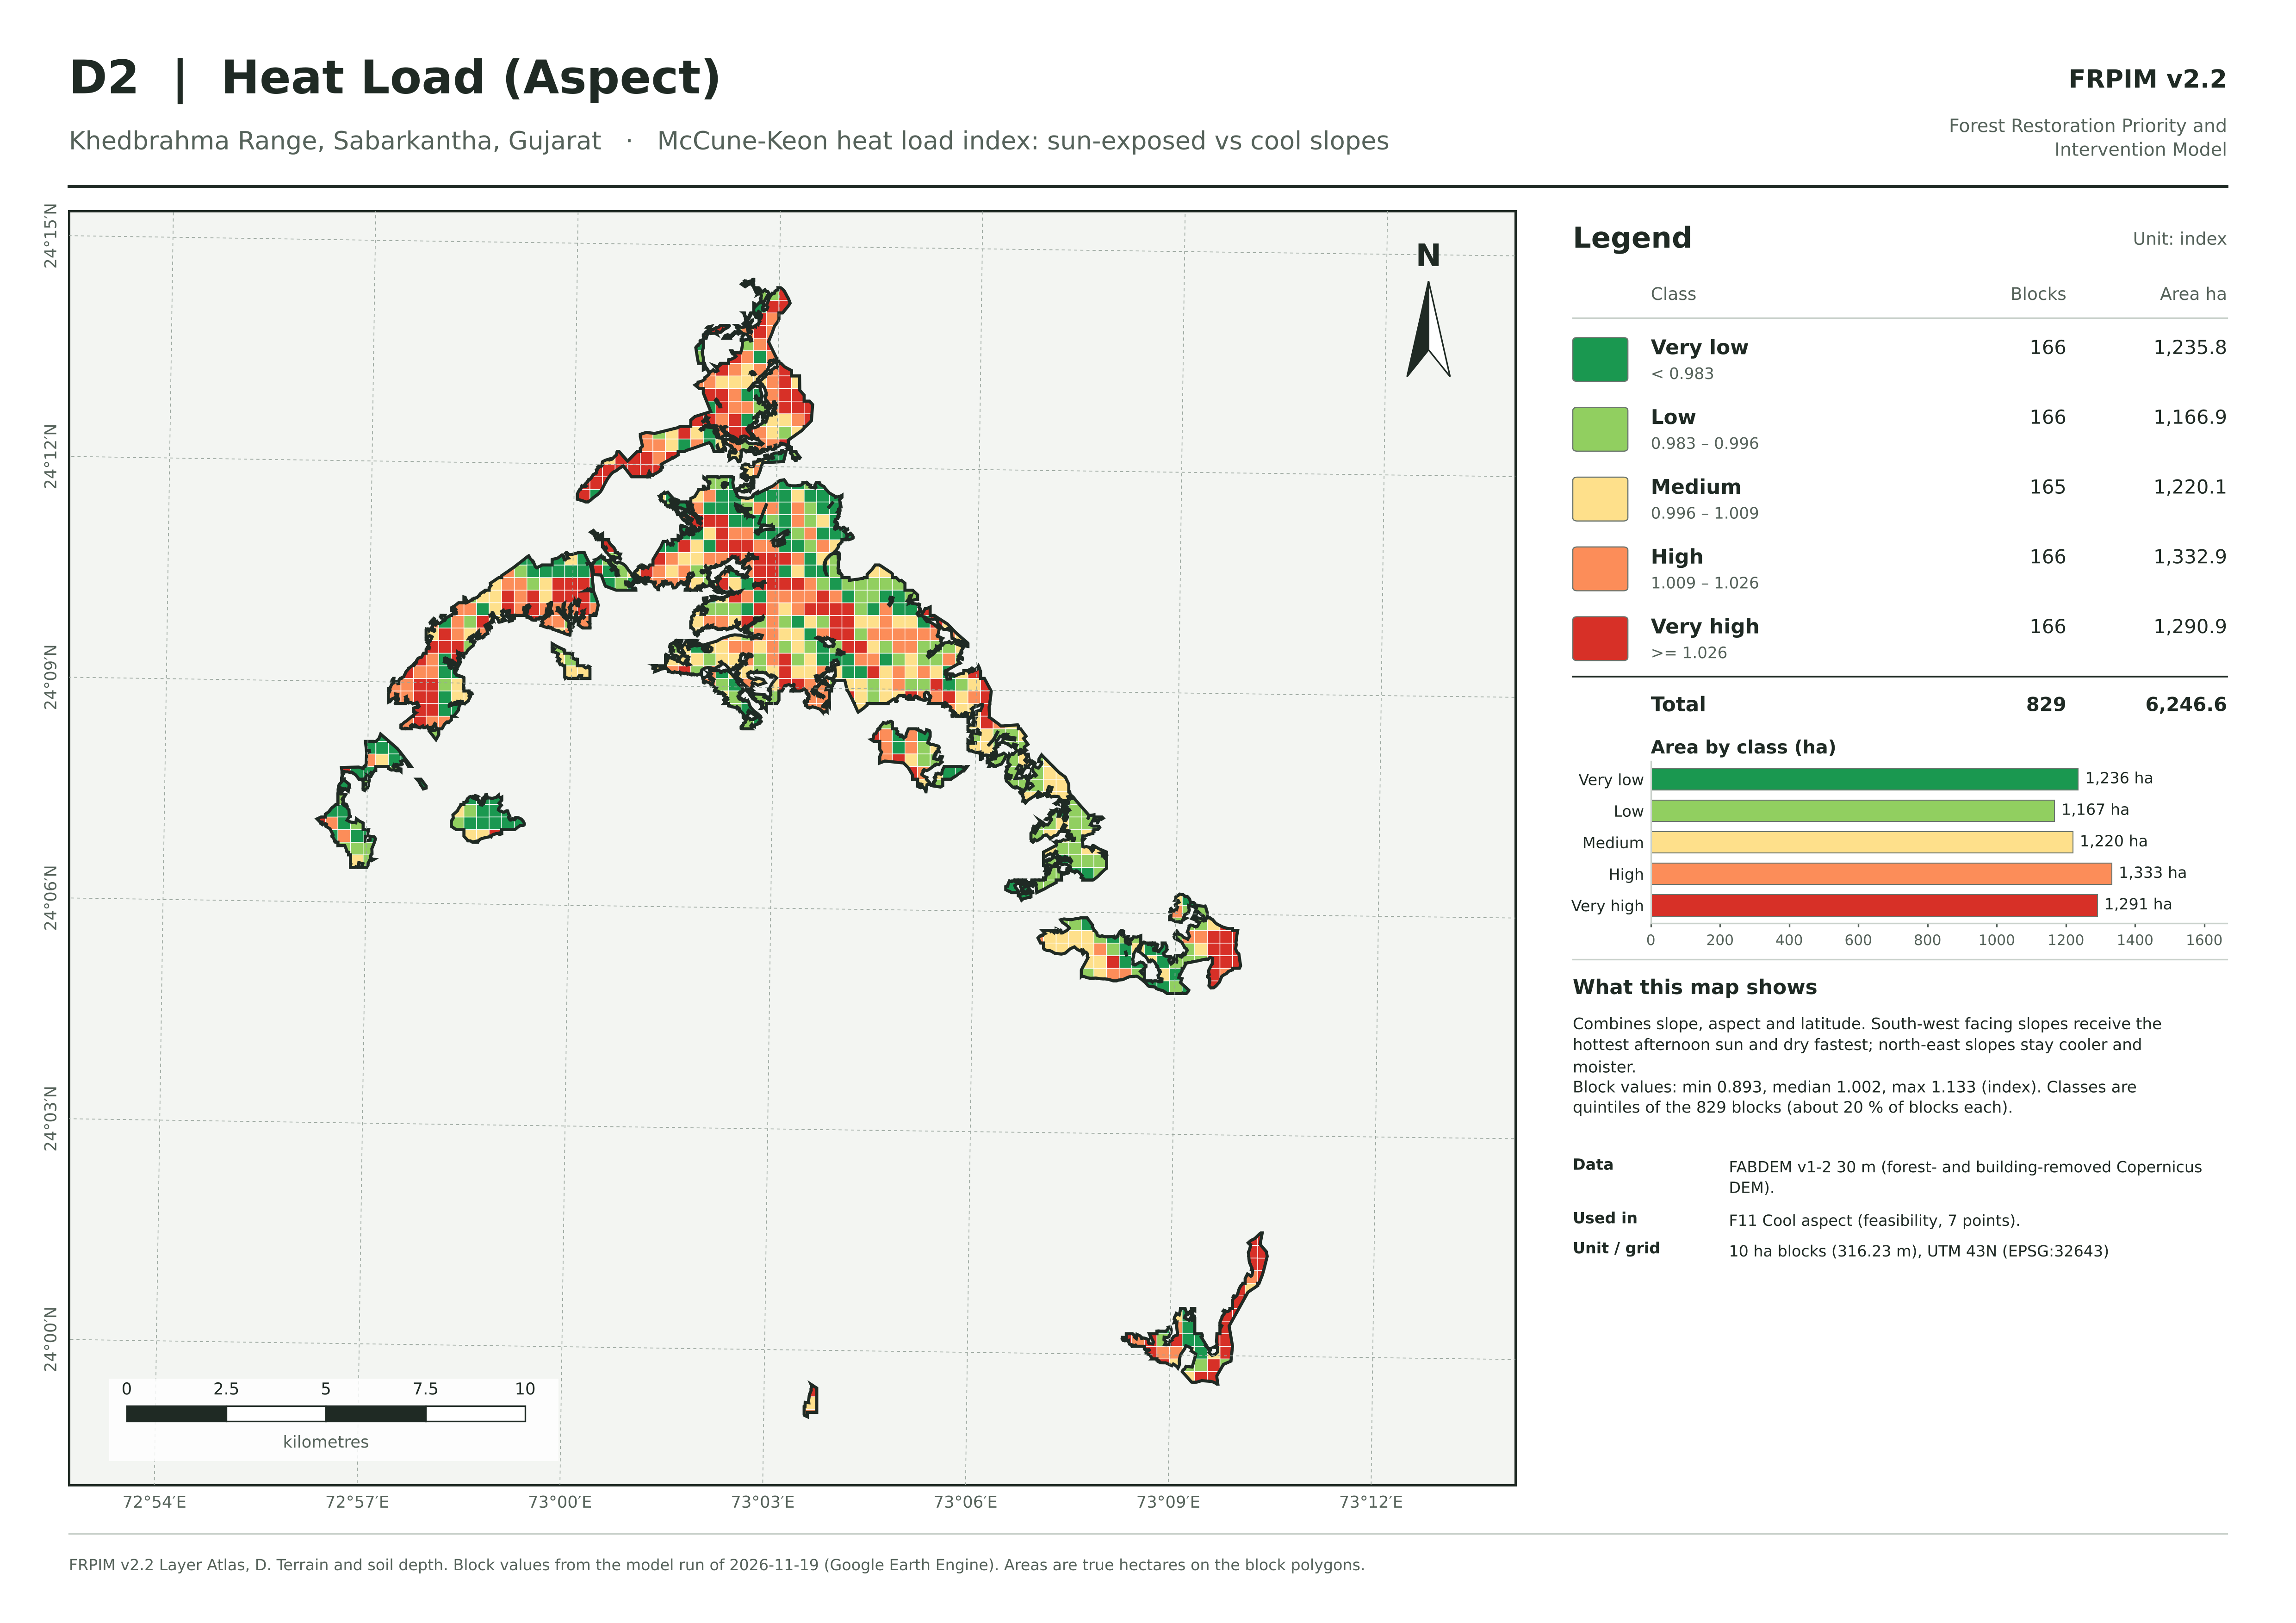 D2 | Heat Load (Aspect)
FRPIM v2.2
Khedbrahma Range, Sabarkantha, Gujarat · McCune-Keon heat load index: sun-exposed vs cool slopes
Forest Restoration Priority and
Intervention Model
24°15′N
24°12′N
24°09′N
24°06′N
24°03′N
24°00′N
N
0 2.5 5 7.5 10
kilometres
72°54′E 72°57′E 73°00′E 73°03′E 73°06′E 73°09′E 73°12′E
Legend
Unit: index
Class Blocks Area ha
Very low 166 1,235.8
< 0.983
Low 166 1,166.9
0.983 – 0.996
Medium 165 1,220.1
0.996 – 1.009
High 166 1,332.9
1.009 – 1.026
Very high 166 1,290.9
>= 1.026
Total 829 6,246.6
Area by class (ha)
Very low 1,236 ha
Low 1,167 ha
Medium 1,220 ha
High 1,333 ha
Very high 1,291 ha
0 200 400 600 800 1000 1200 1400 1600
What this map shows
Combines slope, aspect and latitude. South-west facing slopes receive the
hottest afternoon sun and dry fastest; north-east slopes stay cooler and
moister.
Block values: min 0.893, median 1.002, max 1.133 (index). Classes are
quintiles of the 829 blocks (about 20 % of blocks each).
Data FABDEM v1-2 30 m (forest- and building-removed Copernicus
DEM).
Used in F11 Cool aspect (feasibility, 7 points).
Unit / grid 10 ha blocks (316.23 m), UTM 43N (EPSG:32643)
FRPIM v2.2 Layer Atlas, D. Terrain and soil depth. Block values from the model run of 2026-11-19 (Google Earth Engine). Areas are true hectares on the block polygons.